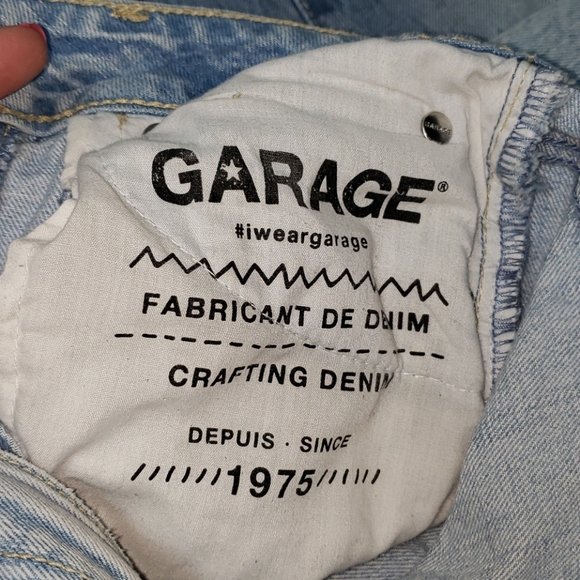 GARAGE®
#iweargarage
FABRICANT DE DENIM
CRAFTING DENIM
DEPUIS · SINCE
//////1975//////